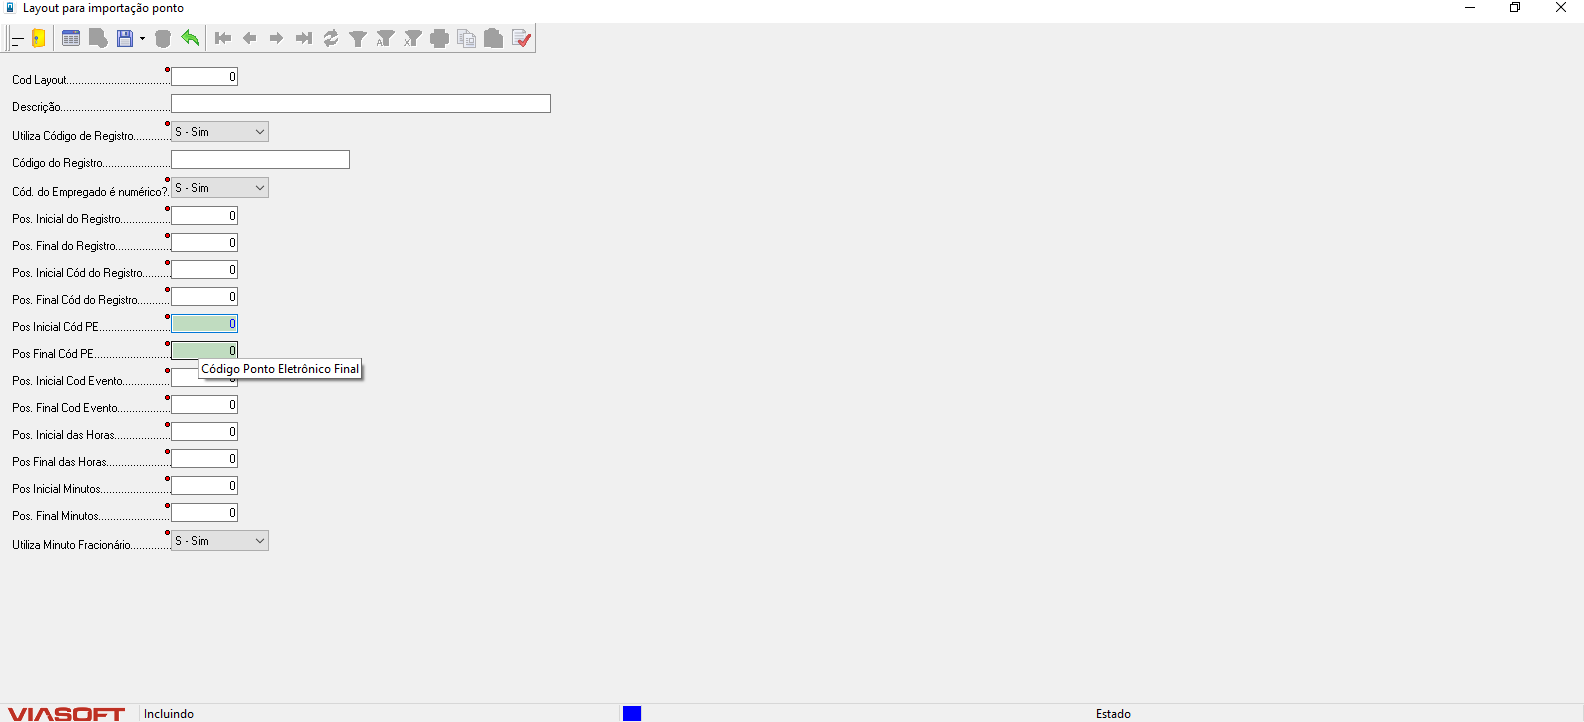 Layout para importação ponto
Cod Layout 0
Descrição
Utiliza Código de Registro S - Sim
Código do Registro
Cód. do Empregado é numérico? S - Sim
Pos. Inicial do Registro 0
Pos. Final do Registro 0
Pos. Inicial Cód do Registro 0
Pos. Final Cód do Registro 0
Pos Inicial Cód PE 0
Pos Final Cód PE 0
Código Ponto Eletrônico Final
Pos. Inicial Cod Evento 0
Pos. Final Cod Evento 0
Pos. Inicial das Horas 0
Pos Final das Horas 0
Pos Inicial Minutos 0
Pos. Final Minutos 0
Utiliza Minuto Fracionário S - Sim
VIASOFT Incluindo Estado